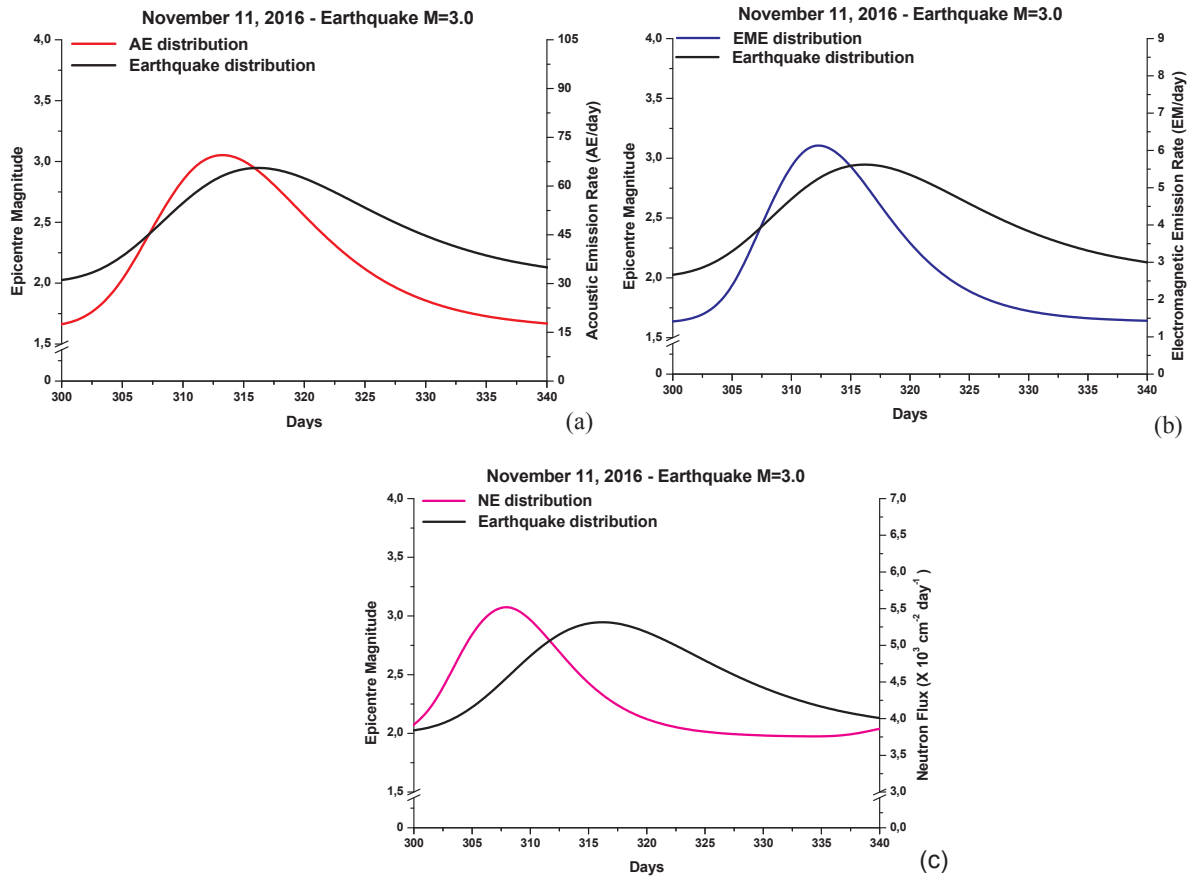 November 11, 2016 - Earthquake M=3.0
AE distribution
Earthquake distribution
Epicentre Magnitude
4,0
3,5
3,0
2,5
2,0
1,5
0
Acoustic Emission Rate (AE/day)
105
90
75
60
45
30
15
0
300 305 310 315 320 325 330 335 340
Days
(a)
November 11, 2016 - Earthquake M=3.0
EME distribution
Earthquake distribution
Epicentre Magnitude
4,0
3,5
3,0
2,5
2,0
1,5
0
Electromagnetic Emission Rate (EM/day)
9
8
7
6
5
4
3
2
1
0
300 305 310 315 320 325 330 335 340
Days
(b)
November 11, 2016 - Earthquake M=3.0
NE distribution
Earthquake distribution
Epicentre Magnitude
4,0
3,5
3,0
2,5
2,0
1,5
0
Neutron Flux (X 10³ cm⁻² day⁻¹)
7,0
6,5
6,0
5,5
5,0
4,5
4,0
3,5
3,0
0,0
300 305 310 315 320 325 330 335 340
Days
(c)